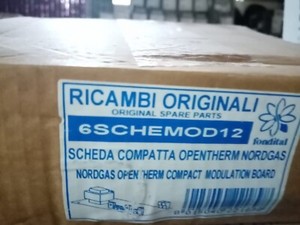 RICAMBI ORIGINALI
ORIGINAL SPARE PARTS
6SCHEMOD12
fondital
SCHEDA COMPATTA OPENTHERM NORDGAS
NORDGAS OPEN THERM COMPACT MODULATION BOARD